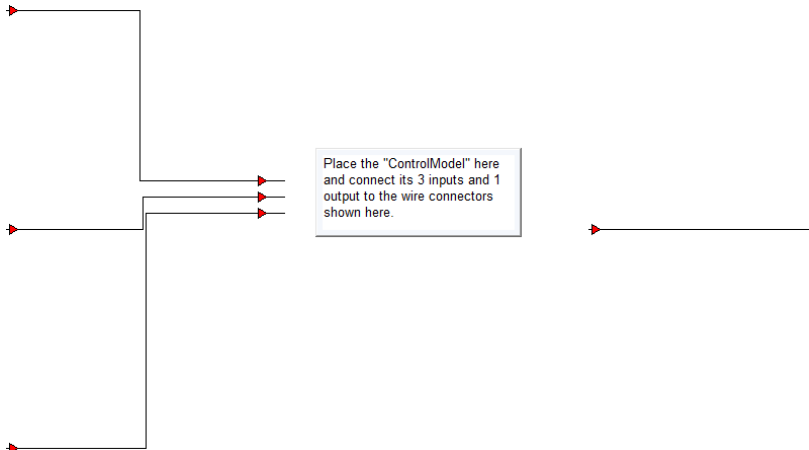 Place the "ControlModel" here
and connect its 3 inputs and 1
output to the wire connectors
shown here.